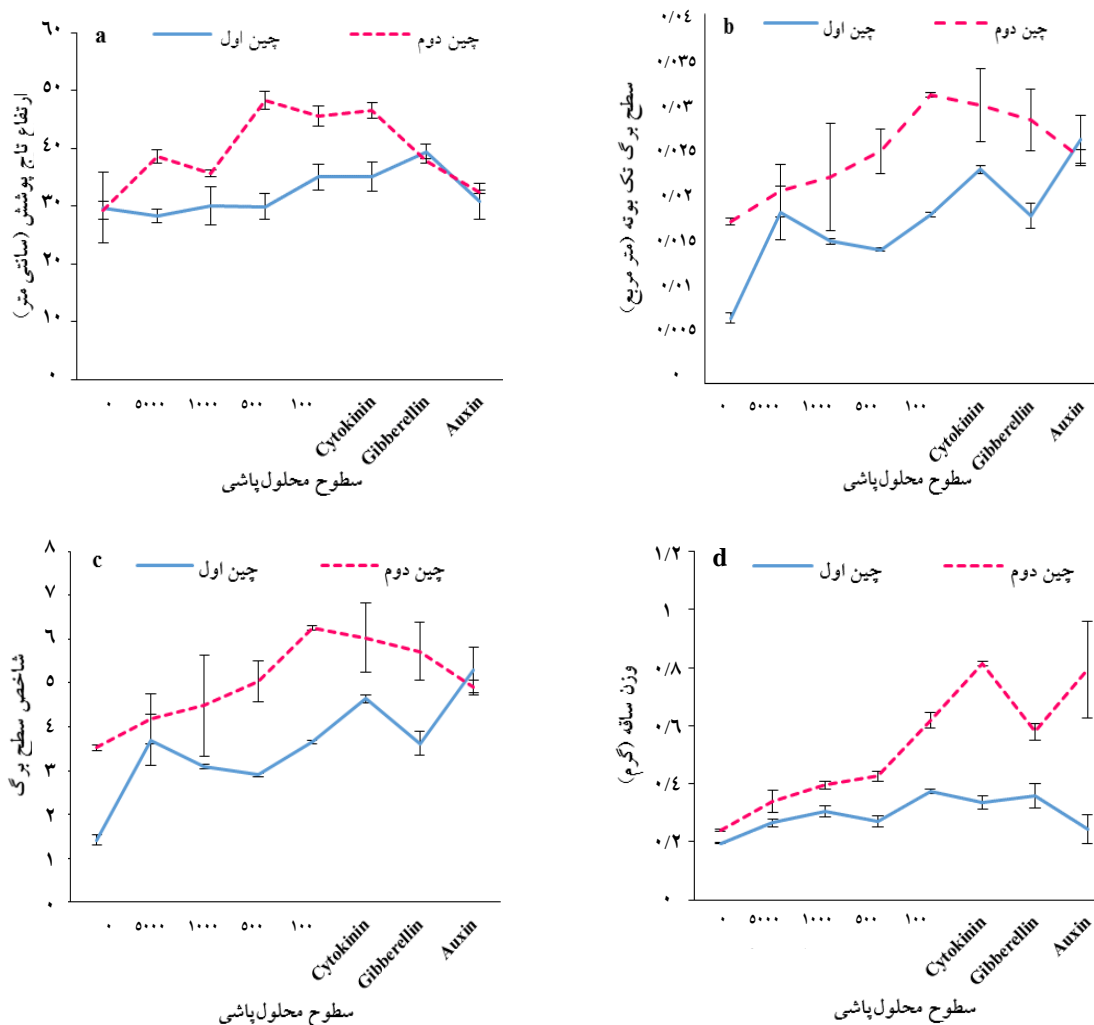 a
چین اول
چین دوم
ارتفاع تاج پوشش (سانتی متر)
۶۰
۵۰
۴۰
۳۰
۲۰
۱۰
۰
۰ ۵۰۰۰ ۱۰۰۰ ۵۰۰ ۱۰۰ Cytokinin Gibberellin Auxin
سطوح محلول‌پاشی
b
چین اول
چین دوم
سطح برگ تک بوته (متر مربع)
۰/۰۴
۰/۰۳۵
۰/۰۳
۰/۰۲۵
۰/۰۲
۰/۰۱۵
۰/۰۱
۰/۰۰۵
۰
۰ ۵۰۰۰ ۱۰۰۰ ۵۰۰ ۱۰۰ Cytokinin Gibberellin Auxin
سطوح محلول‌پاشی
c
چین اول
چین دوم
شاخص سطح برگ
۸
۷
۶
۵
۴
۳
۲
۱
۰
۰ ۵۰۰۰ ۱۰۰۰ ۵۰۰ ۱۰۰ Cytokinin Gibberellin Auxin
سطوح محلول‌پاشی
d
چین اول
چین دوم
وزن ساقه (گرم)
۱/۲
۱
۰/۸
۰/۶
۰/۴
۰/۲
۰
۰ ۵۰۰۰ ۱۰۰۰ ۵۰۰ ۱۰۰ Cytokinin Gibberellin Auxin
سطوح محلول‌پاشی